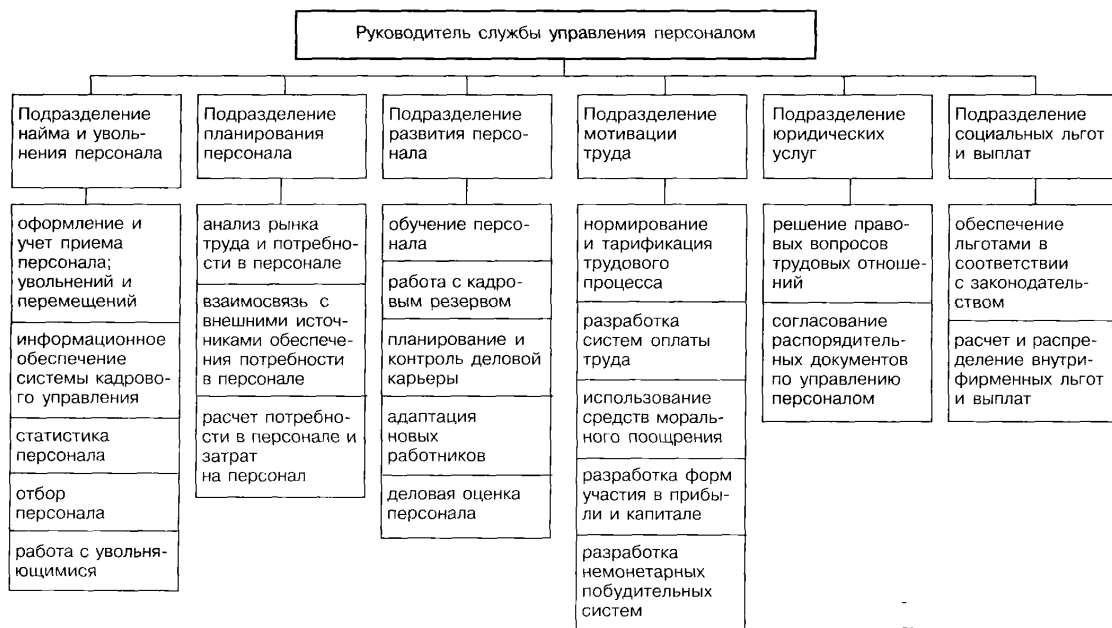 Руководитель службы управления персоналом
Подразделение
найма и уволь-
нения персонала
Подразделение
планирования
персонала
Подразделение
развития персо-
нала
Подразделение
мотивации
труда
Подразделение
юридических
услуг
Подразделение
социальных льгот
и выплат
оформление и
учет приема
персонала;
увольнений и
перемещений
информационное
обеспечение
системы кадрово-
го управления
статистика
персонала
отбор
персонала
работа с увольня-
ющимися
анализ рынка
труда и потребно-
сти в персонале
взаимосвязь с
внешними источ-
никами обеспече-
ния потребности
в персонале
расчет потребно-
сти в персонале и
затрат
на персонал
обучение персо-
нала
работа с кадро-
вым резервом
планирование и
контроль деловой
карьеры
адаптация
новых
работников
деловая оценка
персонала
нормирование
и тарификация
трудового
процесса
разработка
систем оплаты
труда
использование
средств мораль-
ного поощрения
разработка форм
участия в прибы-
ли и капитале
разработка
немонетарных
побудительных
систем
решение право-
вых вопросов
трудовых отноше-
ний
согласование
распорядитель-
ных документов
по управлению
персоналом
обеспечение
льготами в
соответствии
с законодатель-
ством
расчет и распре-
деление внутри-
фирменных льгот
и выплат